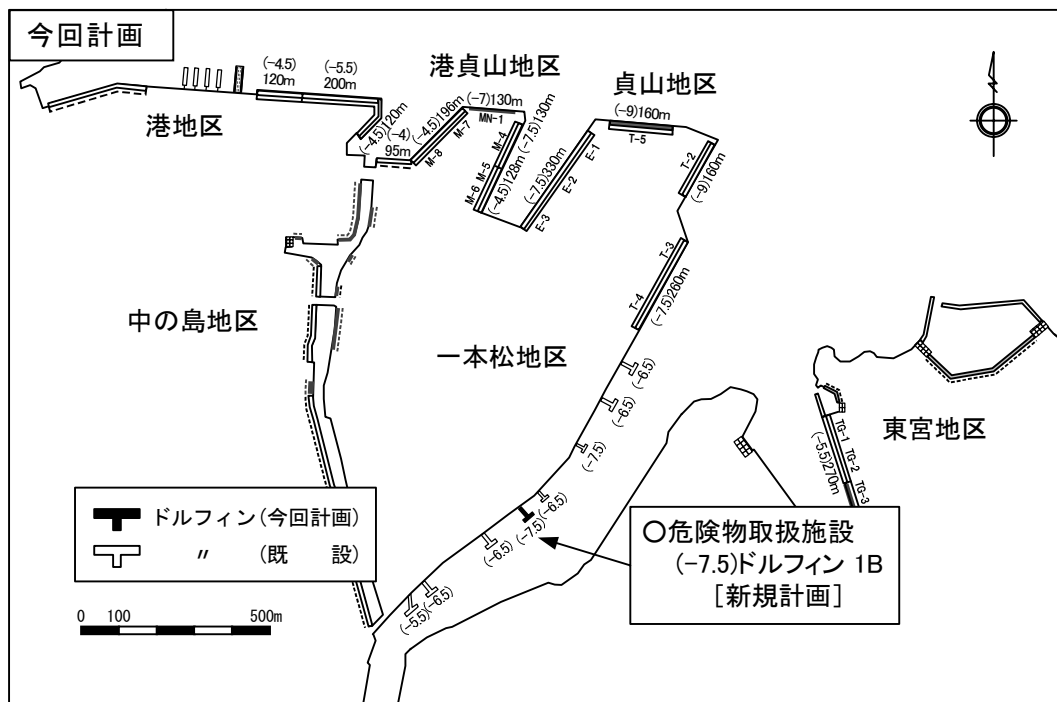 今回計画
港地区
(-4.5)
120m
(-5.5)
200m
(-4.5)120m
(-4)
95m
(-4.5)196m
M-8
M-7
港貞山地区
(-7)130m
MN-1
M-4
(-7.5)130m
M-6 M-5
(-4.5)128m
(-7.5)330m
E-1
E-2
E-3
貞山地区
(-9)160m
T-5
T-2
(-9)160m
T-3
T-4
(-7.5)260m
中の島地区
一本松地区
(-6.5)
(-6.5)
(-7.5)
(-6.5)
(-7.5)
(-6.5)
(-6.5)
(-5.5)
東宮地区
TG-1 TG-2 TG-3
(-5.5)270m
ドルフィン(今回計画)
〃 (既 設)
0 100 500m
○危険物取扱施設
(-7.5)ドルフィン 1B
[新規計画]